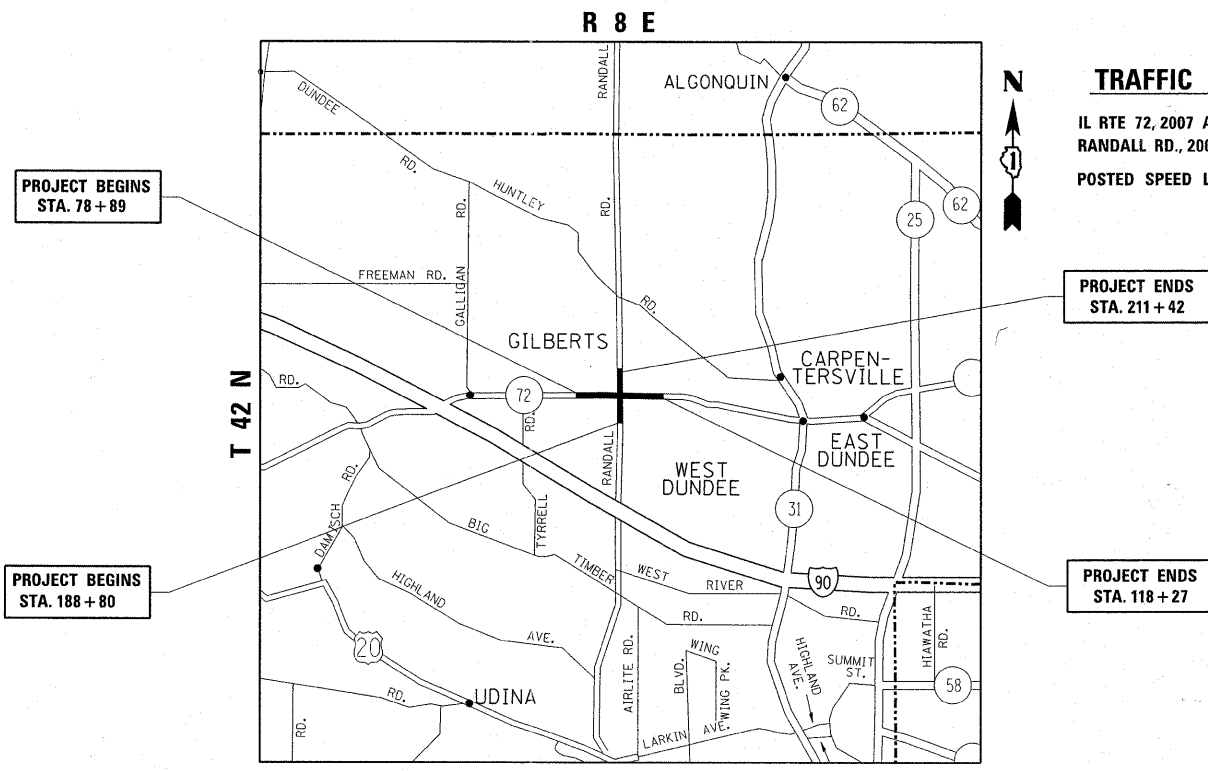 R 8 E
T 42 N
N
1
TRAFFIC
IL RTE 72, 2007 A
RANDALL RD., 200
POSTED SPEED L
PROJECT BEGINS
STA. 78 + 89
PROJECT ENDS
STA. 211 + 42
PROJECT BEGINS
STA. 188 + 80
PROJECT ENDS
STA. 118 + 27
ALGONQUIN
RANDALL
RD.
62
DUNDEE
RD.
HUNTLEY
RD.
62
25
FREEMAN RD.
GALLIGAN
RD.
GILBERTS
CARPEN-
TERSVILLE
72
RD.
RD.
EAST
DUNDEE
WEST
DUNDEE
RANDALL
31
TYRRELL
RD.
DAMISCH
BIG
TIMBER
RD.
WEST
RIVER
RD.
90
HIGHLAND
AVE.
20
UDINA
RD.
RD.
AIRLITE RD.
WING
BLVD.
WING PK.
LARKIN AVE.
HIGHLAND
AVE.
SUMMIT
ST.
HIAWATHA
RD.
58